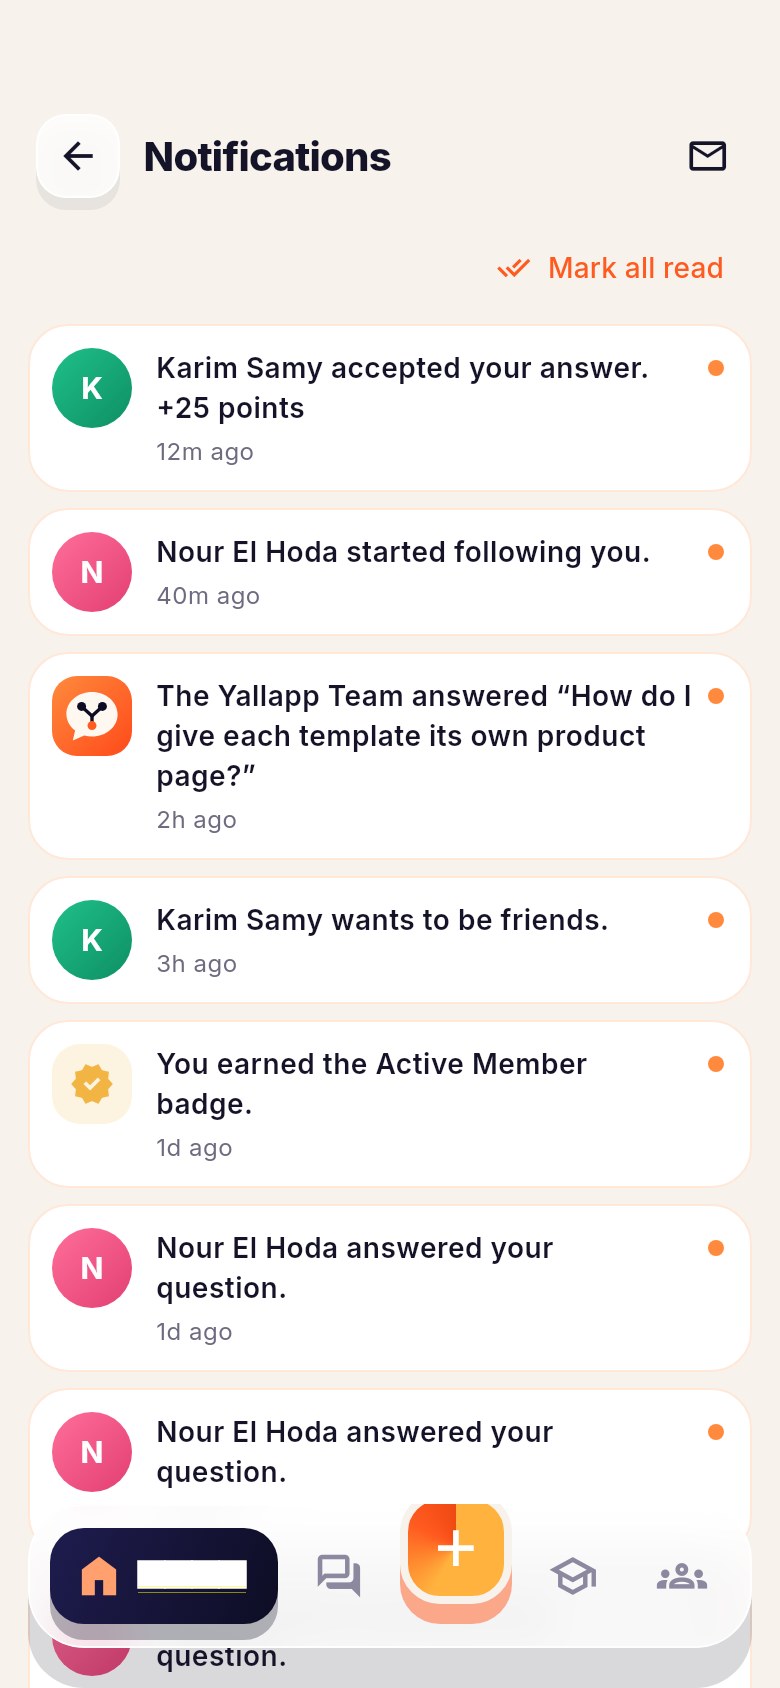 Notifications
Mark all read
K
Karim Samy accepted your answer.
+25 points
12m ago
N
Nour El Hoda started following you.
40m ago
The Yallapp Team answered “How do I
give each template its own product
page?”
2h ago
K
Karim Samy wants to be friends.
3h ago
You earned the Active Member
badge.
1d ago
N
Nour El Hoda answered your
question.
1d ago
N
Nour El Hoda answered your
question.
question.